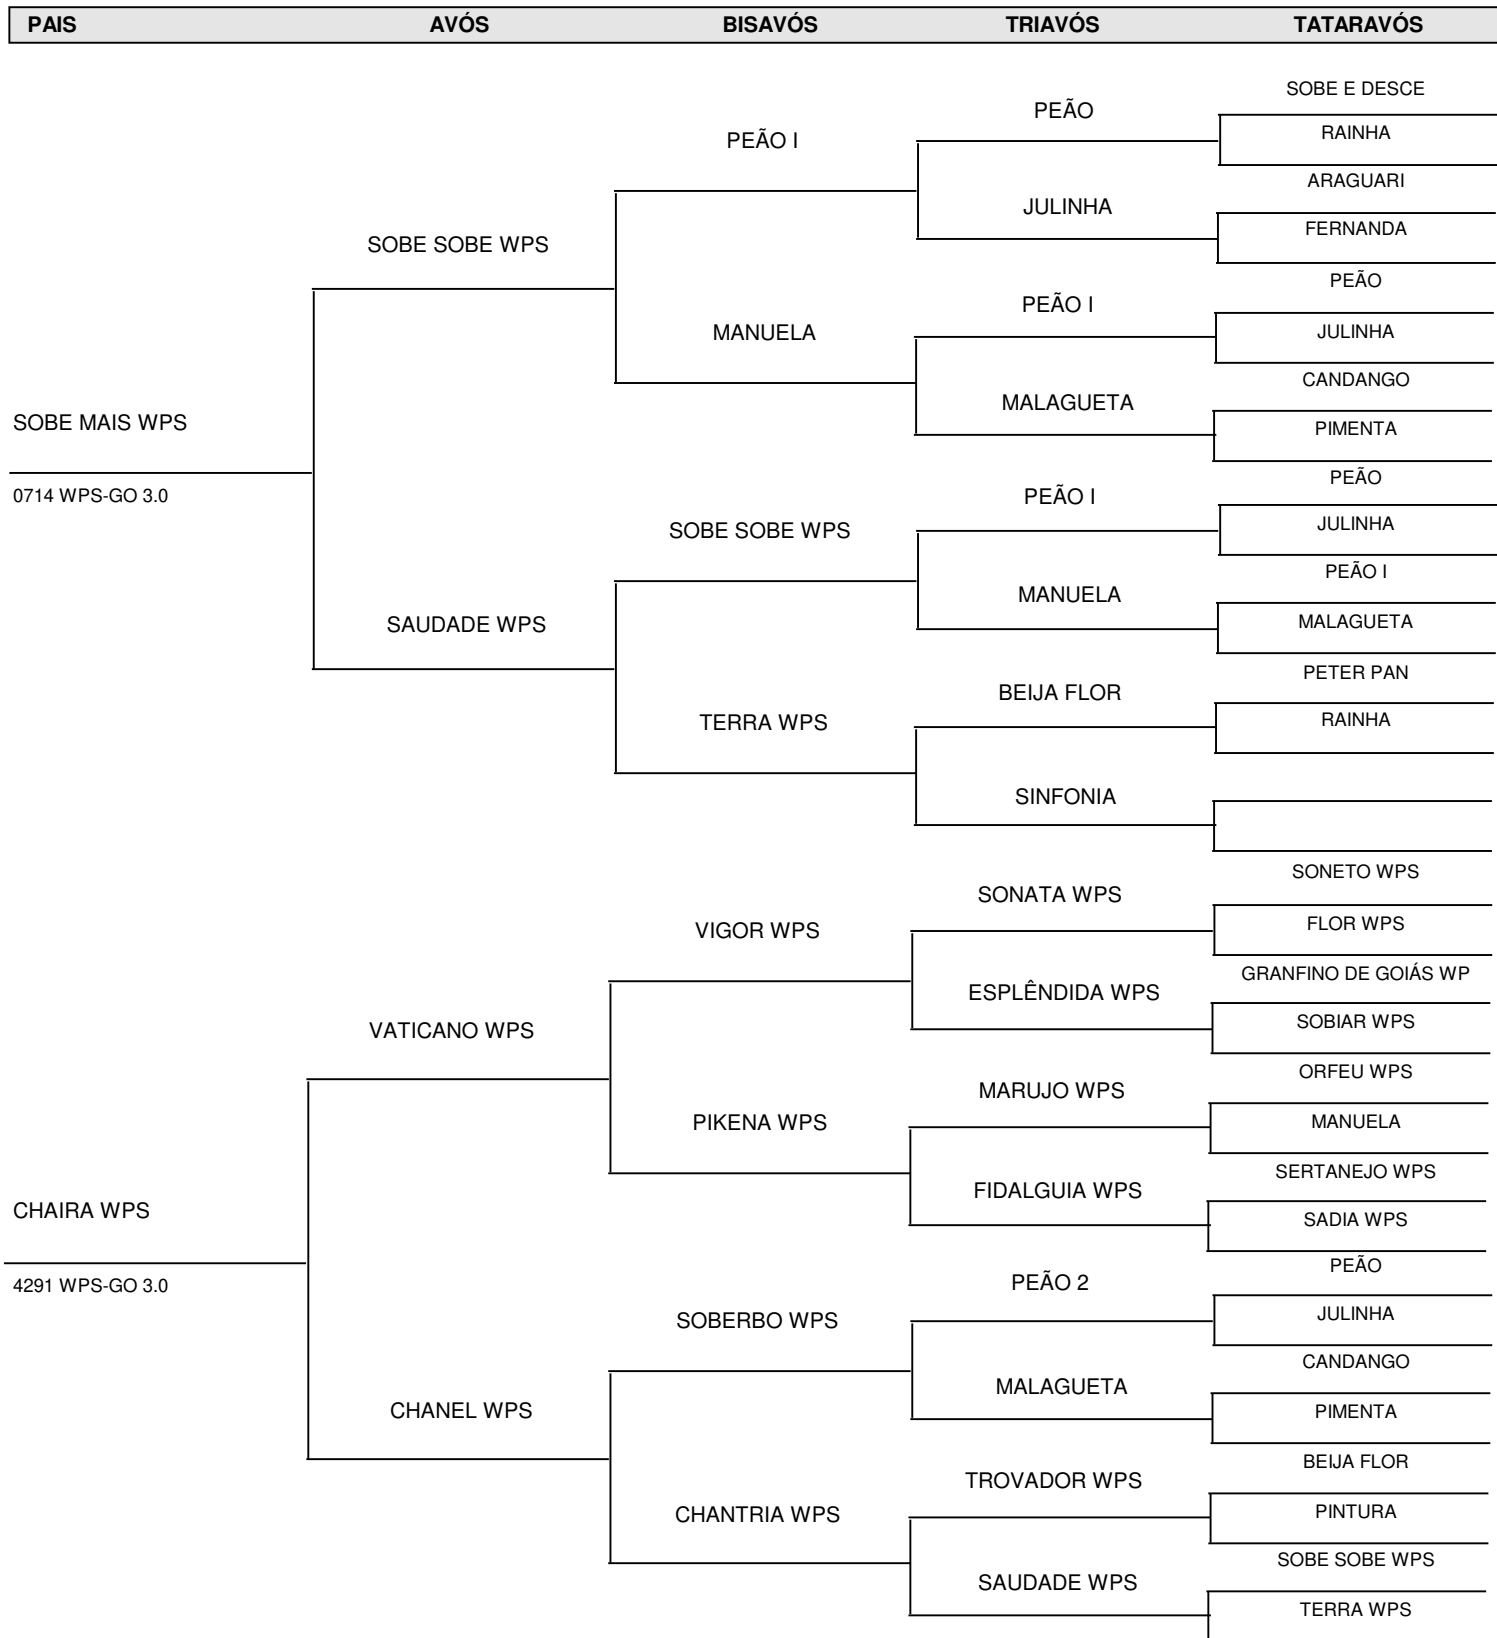 PAIS AVÓS BISAVÓS TRIAVÓS TATARAVÓS
SOBE E DESCE
PEÃO
RAINHA
PEÃO I
ARAGUARI
JULINHA
FERNANDA
SOBE SOBE WPS
PEÃO
PEÃO I
JULINHA
MANUELA
CANDANGO
MALAGUETA
SOBE MAIS WPS
PIMENTA
PEÃO
0714 WPS-GO 3.0
PEÃO I
JULINHA
SOBE SOBE WPS
PEÃO I
MANUELA
SAUDADE WPS
MALAGUETA
PETER PAN
BEIJA FLOR
RAINHA
TERRA WPS
SINFONIA
SONETO WPS
SONATA WPS
FLOR WPS
VIGOR WPS
GRANFINO DE GOIÁS WP
ESPLÊNDIDA WPS
SOBIAR WPS
VATICANO WPS
ORFEU WPS
MARUJO WPS
MANUELA
PIKENA WPS
SERTANEJO WPS
FIDALGUIA WPS
CHAIRA WPS
SADIA WPS
PEÃO
4291 WPS-GO 3.0
PEÃO 2
JULINHA
SOBERBO WPS
CANDANGO
MALAGUETA
CHANEL WPS
PIMENTA
BEIJA FLOR
TROVADOR WPS
PINTURA
CHANTRIA WPS
SOBE SOBE WPS
SAUDADE WPS
TERRA WPS